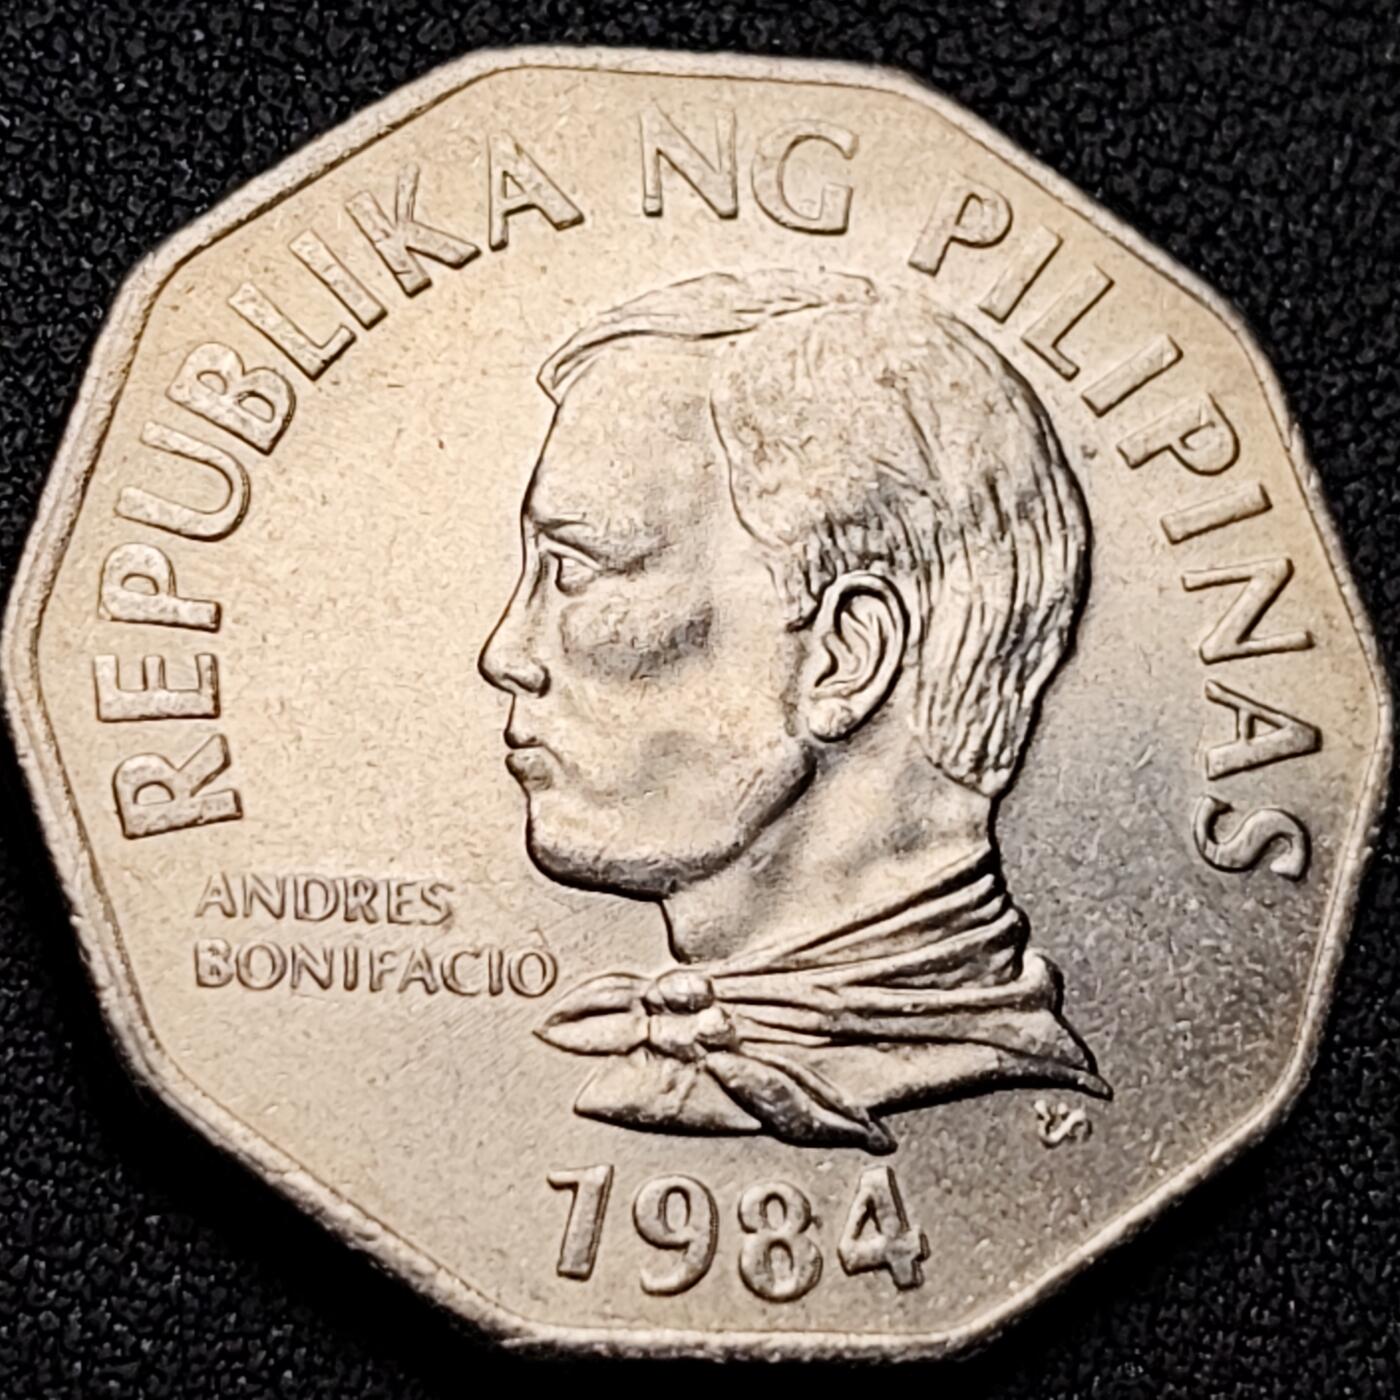 REPUBLIKA NG PILIPINAS
ANDRES
BONIFACIO
1984